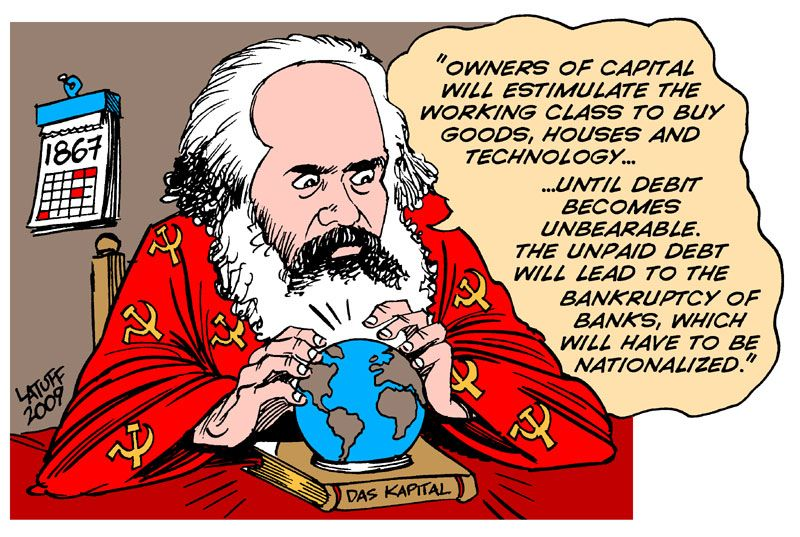 1867
"OWNERS OF CAPITAL
WILL ESTIMULATE THE
WORKING CLASS TO BUY
GOODS, HOUSES AND
TECHNOLOGY...
...UNTIL DEBIT
BECOMES
UNBEARABLE.
THE UNPAID DEBT
WILL LEAD TO THE
BANKRUPTCY OF
BANKS, WHICH
WILL HAVE TO BE
NATIONALIZED."
LATUFF
2009
DAS KAPITAL